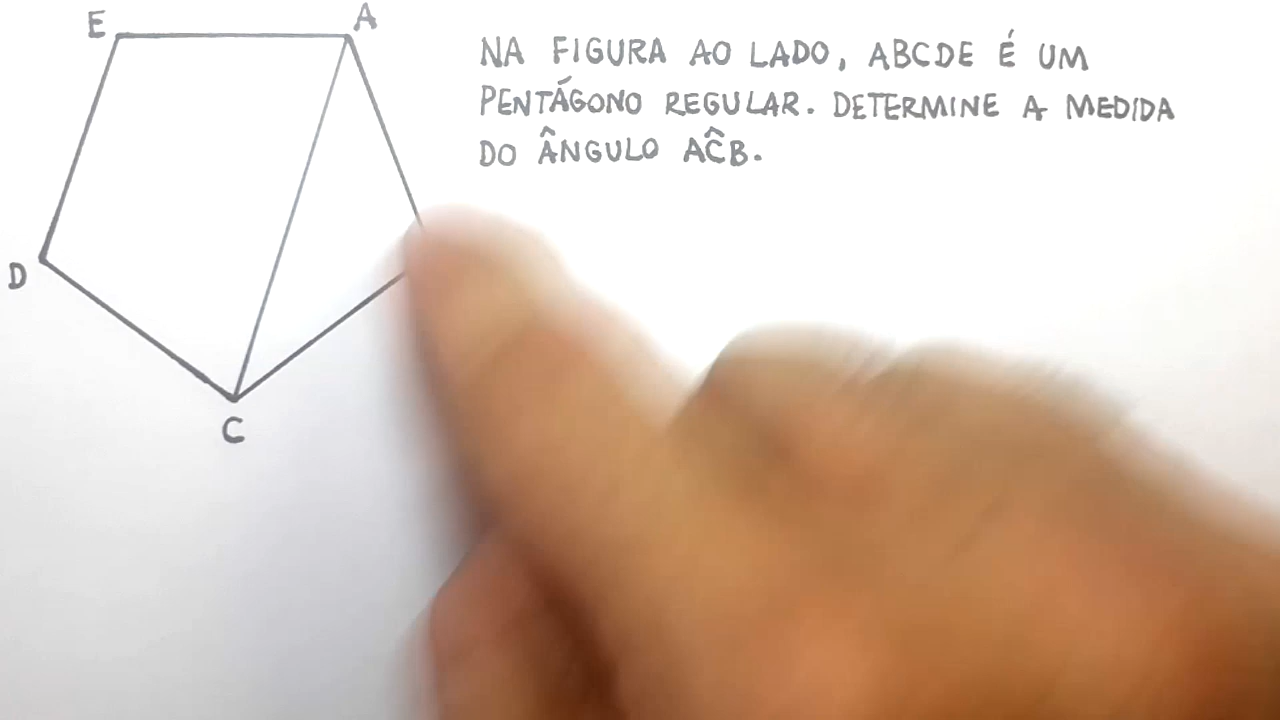 E
A
NA FIGURA AO LADO, ABCDE É UM
PENTÁGONO REGULAR. DETERMINE A MEDIDA
DO ÂNGULO AĈB.
D
C